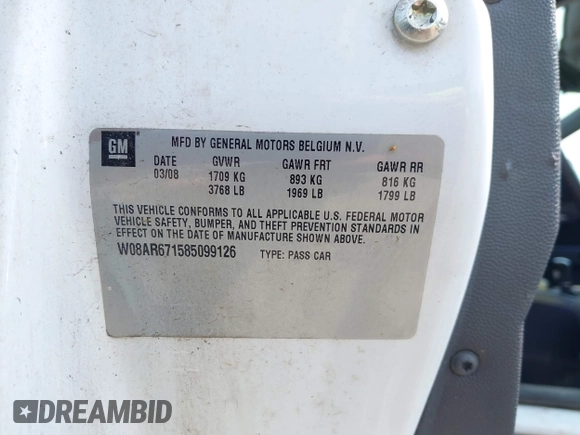 GM
MFD BY GENERAL MOTORS BELGIUM N.V.
DATE GVWR GAWR FRT GAWR RR
03/08 1709 KG 893 KG 816 KG
3768 LB 1969 LB 1799 LB
THIS VEHICLE CONFORMS TO ALL APPLICABLE U.S. FEDERAL MOTOR
VEHICLE SAFETY, BUMPER, AND THEFT PREVENTION STANDARDS IN
EFFECT ON THE DATE OF MANUFACTURE SHOWN ABOVE.
W08AR671585099126 TYPE: PASS CAR
DREAMBID